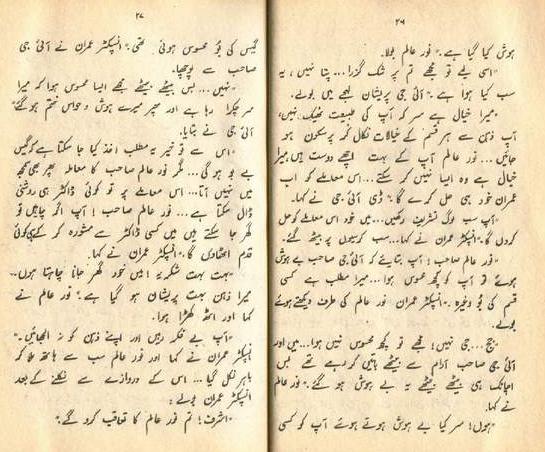 ۲۶
ہوش کیا گیا ہے۔" نور عالم بولا۔
"اسی لیے تو مجھے تم پر شک گزرا... پتا نہیں، یہ
سب کیا ہوا ہے۔" آئی جی پریشان لہجے میں بولے۔
"میرا خیال ہے سر کہ آپ کی طبیعت ٹھیک نہیں،
آپ ذہن سے ہر قسم کے خیالات نکال کر پرسکون ہو
جائیں... نور عالم آپ کے بہت اچھے دوست ہیں، میرا
خیال ہے وہ ایسا نہیں کر سکتے... اس معاملے کو اب
عمران خود ہی حل کرے گا۔" ڈی آئی جی نے کہا۔
"آپ سب لوگ تشریف رکھیں... میں خود اس معاملے کو حل
کروں گا۔" انسپکٹر عمران نے کہا... سب کرسیوں پر بیٹھ گئے۔
"نور عالم صاحب! آپ بتایئے کہ آئی جی صاحب بے ہوش
ہوئے تو آپ کو کچھ محسوس ہوا... میرا مطلب ہے کسی
قسم کی بُو وغیرہ۔" انسپکٹر عمران نور عالم کی طرف دیکھتے ہوئے
بولے۔
"جج... جی نہیں! مجھے تو کچھ محسوس نہیں ہوا... میں اور
آئی جی صاحب آرام سے بیٹھے باتیں کر رہے تھے بس
اچانک ہی بیٹھے بیٹھے یہ بے ہوش ہو گئے۔" نور عالم
نے کہا۔
"ہوں! سر کیا بے ہوش ہوتے ہوئے آپ کو کسی
۲۷
گیس کی بُو محسوس ہوئی تھی۔" انسپکٹر عمران نے آئی جی
صاحب سے پوچھا۔
"نہیں... بس بیٹھے بیٹھے مجھے ایسا محسوس ہوا کہ میرا
سر چکرا رہا ہے اور پھر میرے ہوش و حواس ختم ہو گئے"
آئی جی نے بتایا۔
"اس سے تو خیر یہ مطلب اخذ کیا جا سکتا ہے کہ گیس
بے بو ہو گی... مگر نور عالم صاحب کا معاملہ پھر بھی سمجھ
میں نہیں آتا... اس معاملے پر تو کوئی ڈاکٹر ہی روشنی
ڈال سکتا ہے... نور عالم صاحب! آپ اگر چاہیں تو
گھر جا سکتے ہیں میں کسی ڈاکٹر سے مشورہ کر کے ہی کوئی
قدم اٹھاؤں گا۔" انسپکٹر عمران نے کہا۔
"بہت بہت شکریہ! میں خود گھر جانا چاہتا ہوں...
میرا ذہن بہت پریشان ہو گیا ہے۔" نور عالم نے
کہا اور اٹھ کھڑا ہوا۔
"آپ بے فکر رہیں اور اپنے ذہن کو نہ الجھائیں۔"
انسپکٹر عمران نے کہا اور نور عالم سب سے ہاتھ ملا کر
باہر نکل گیا... اس کے دروازے سے نکلنے کے بعد
انسپکٹر عمران بولے:
"اشرف! تم نور عالم کا تعاقب کرو گے۔"